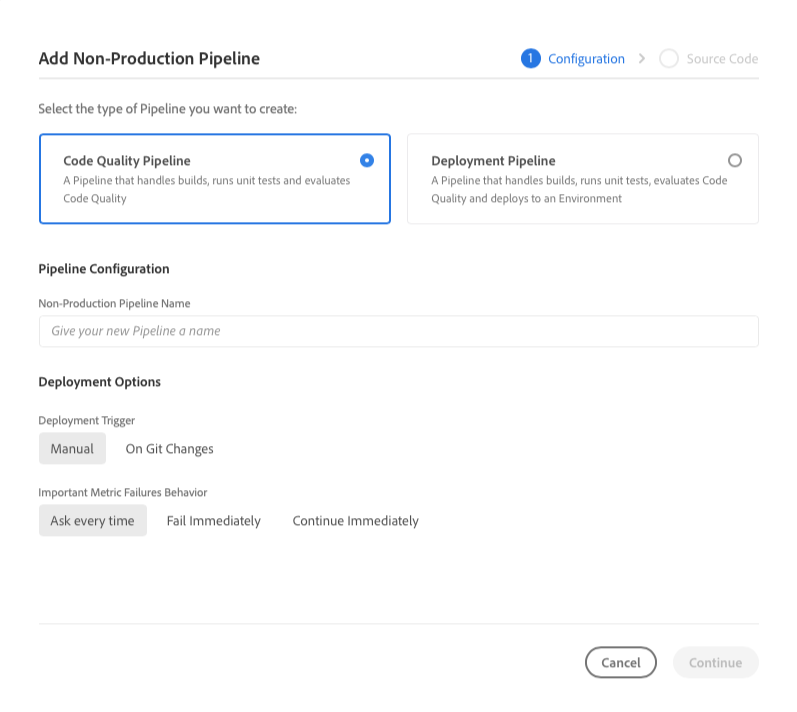 Add Non-Production Pipeline
1 Configuration > Source Code
Select the type of Pipeline you want to create:
Code Quality Pipeline
A Pipeline that handles builds, runs unit tests and evaluates
Code Quality
Deployment Pipeline
A Pipeline that handles builds, runs unit tests, evaluates Code
Quality and deploys to an Environment
Pipeline Configuration
Non-Production Pipeline Name
Give your new Pipeline a name
Deployment Options
Deployment Trigger
Manual On Git Changes
Important Metric Failures Behavior
Ask every time Fail Immediately Continue Immediately
Cancel Continue